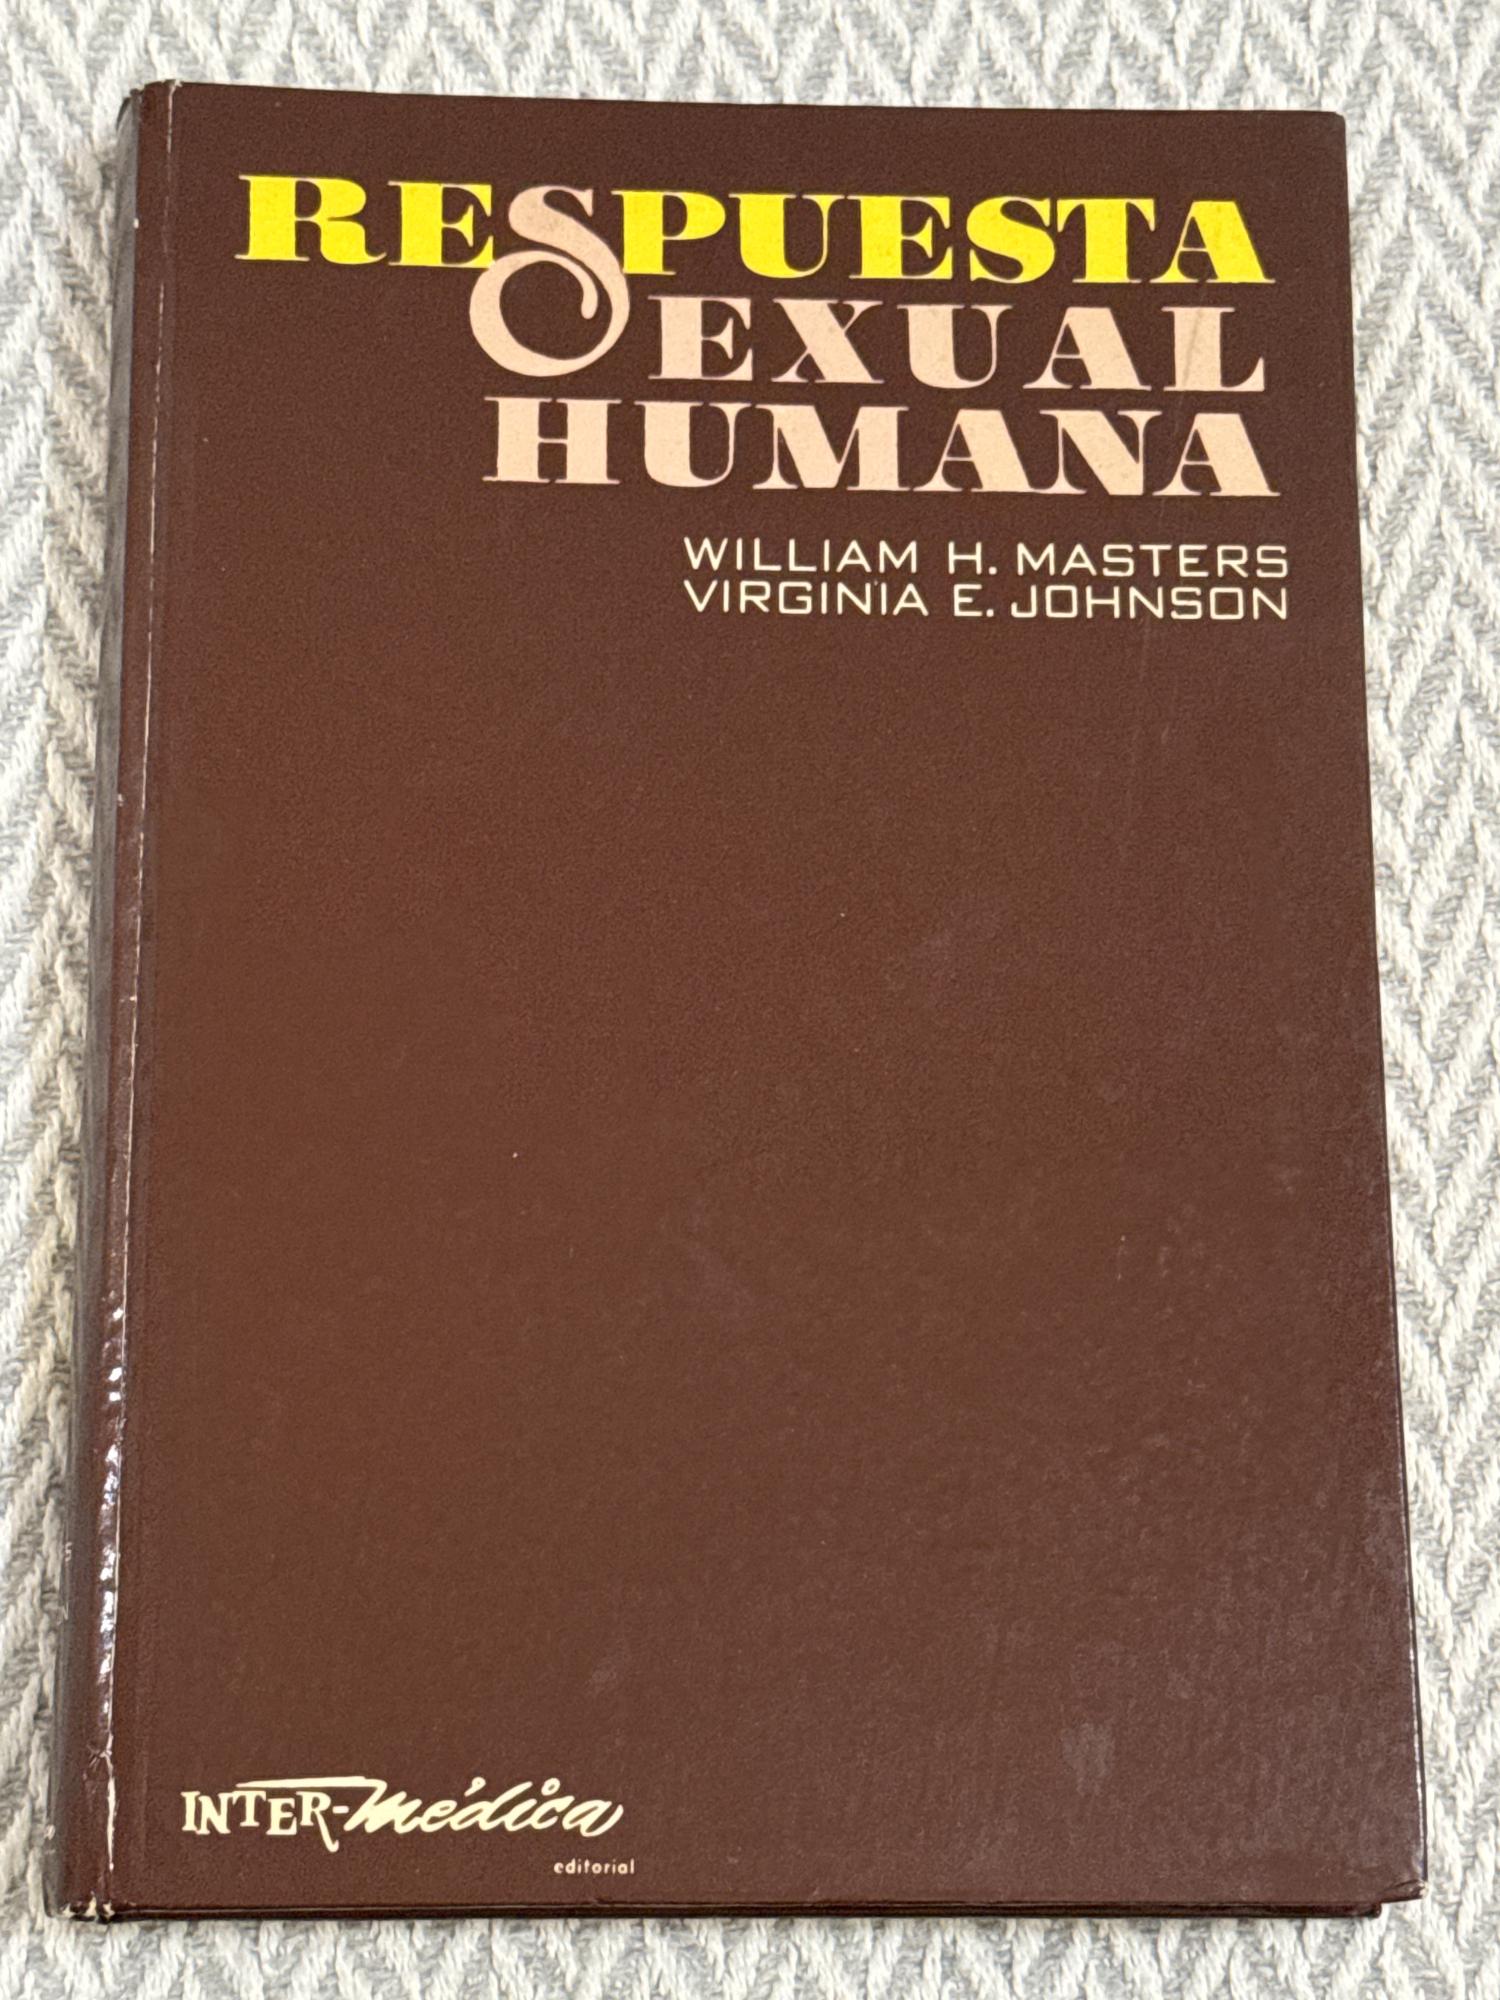 RESPUESTA
SEXUAL
HUMANA
WILLIAM H. MASTERS
VIRGINIA E. JOHNSON
INTER-Médica
editorial